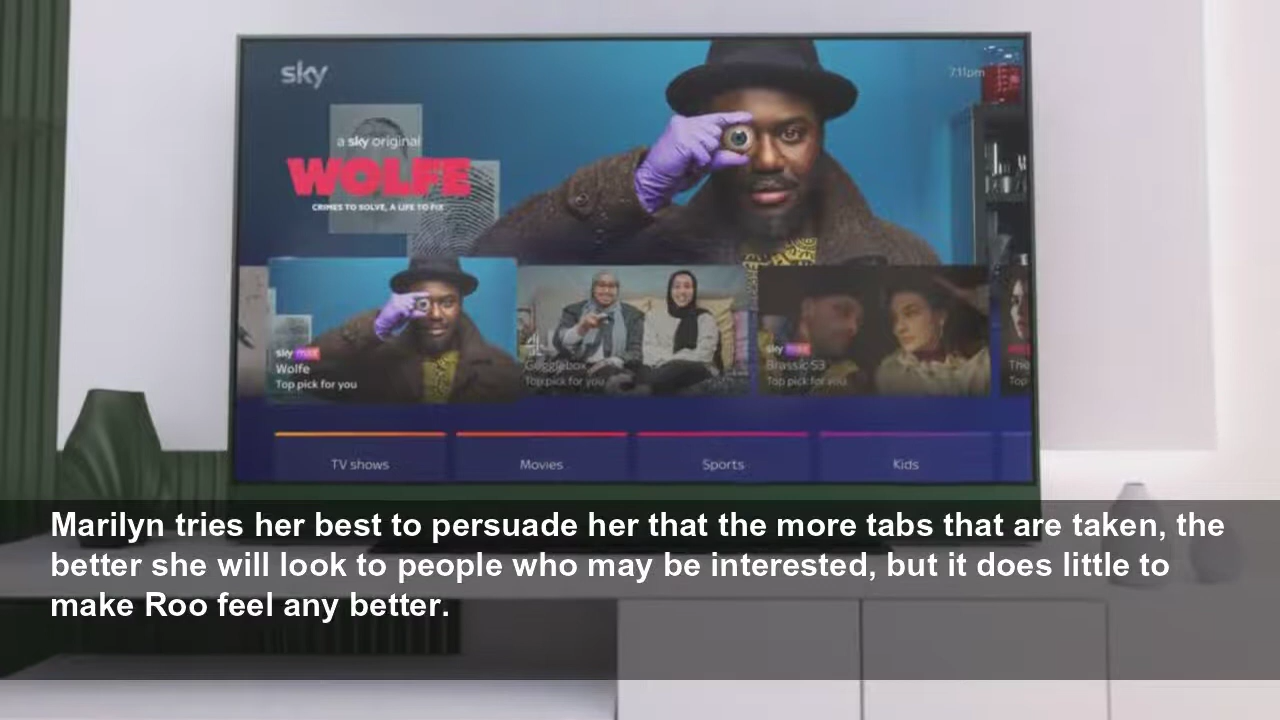 sky
7.11pm
a sky original
WOLFE
CRIMES TO SOLVE, A LIFE TO FIX
sky max
Wolfe
Top pick for you
4
Gogglebox
Top pick for you
sky max
Brassic S3
Top pick for you
The
Top
TV shows
Movies
Sports
Kids
Marilyn tries her best to persuade her that the more tabs that are taken, the
better she will look to people who may be interested, but it does little to
make Roo feel any better.